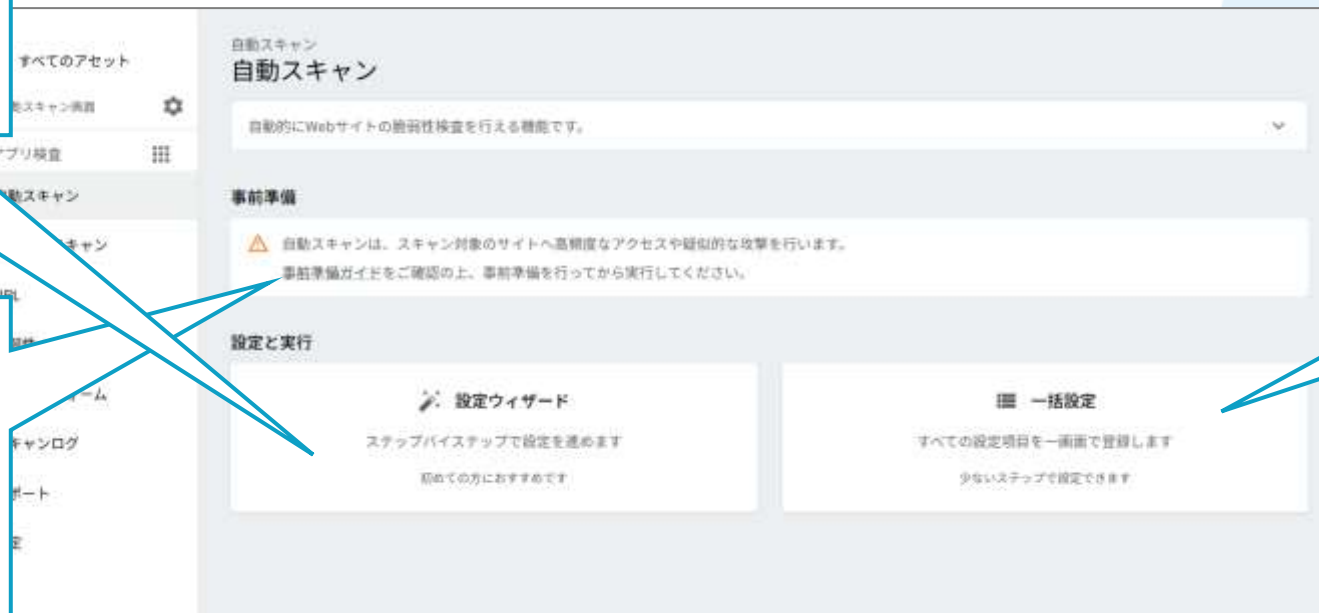 すべてのアセット
スキャン画面
アプリ検査
動スキャン
キャン
ーム
キャンログ
ポート
自動スキャン
自動スキャン
自動的にWebサイトの脆弱性検査を行える機能です。
事前準備
自動スキャンは、スキャン対象のサイトへ高頻度なアクセスや疑似的な攻撃を行います。
事前準備ガイドをご確認の上、事前準備を行ってから実行してください。
設定と実行
設定ウィザード
ステップバイステップで設定を進めます
初めての方におすすめです
一括設定
すべての設定項目を一画面で登録します
少ないステップで設定できます